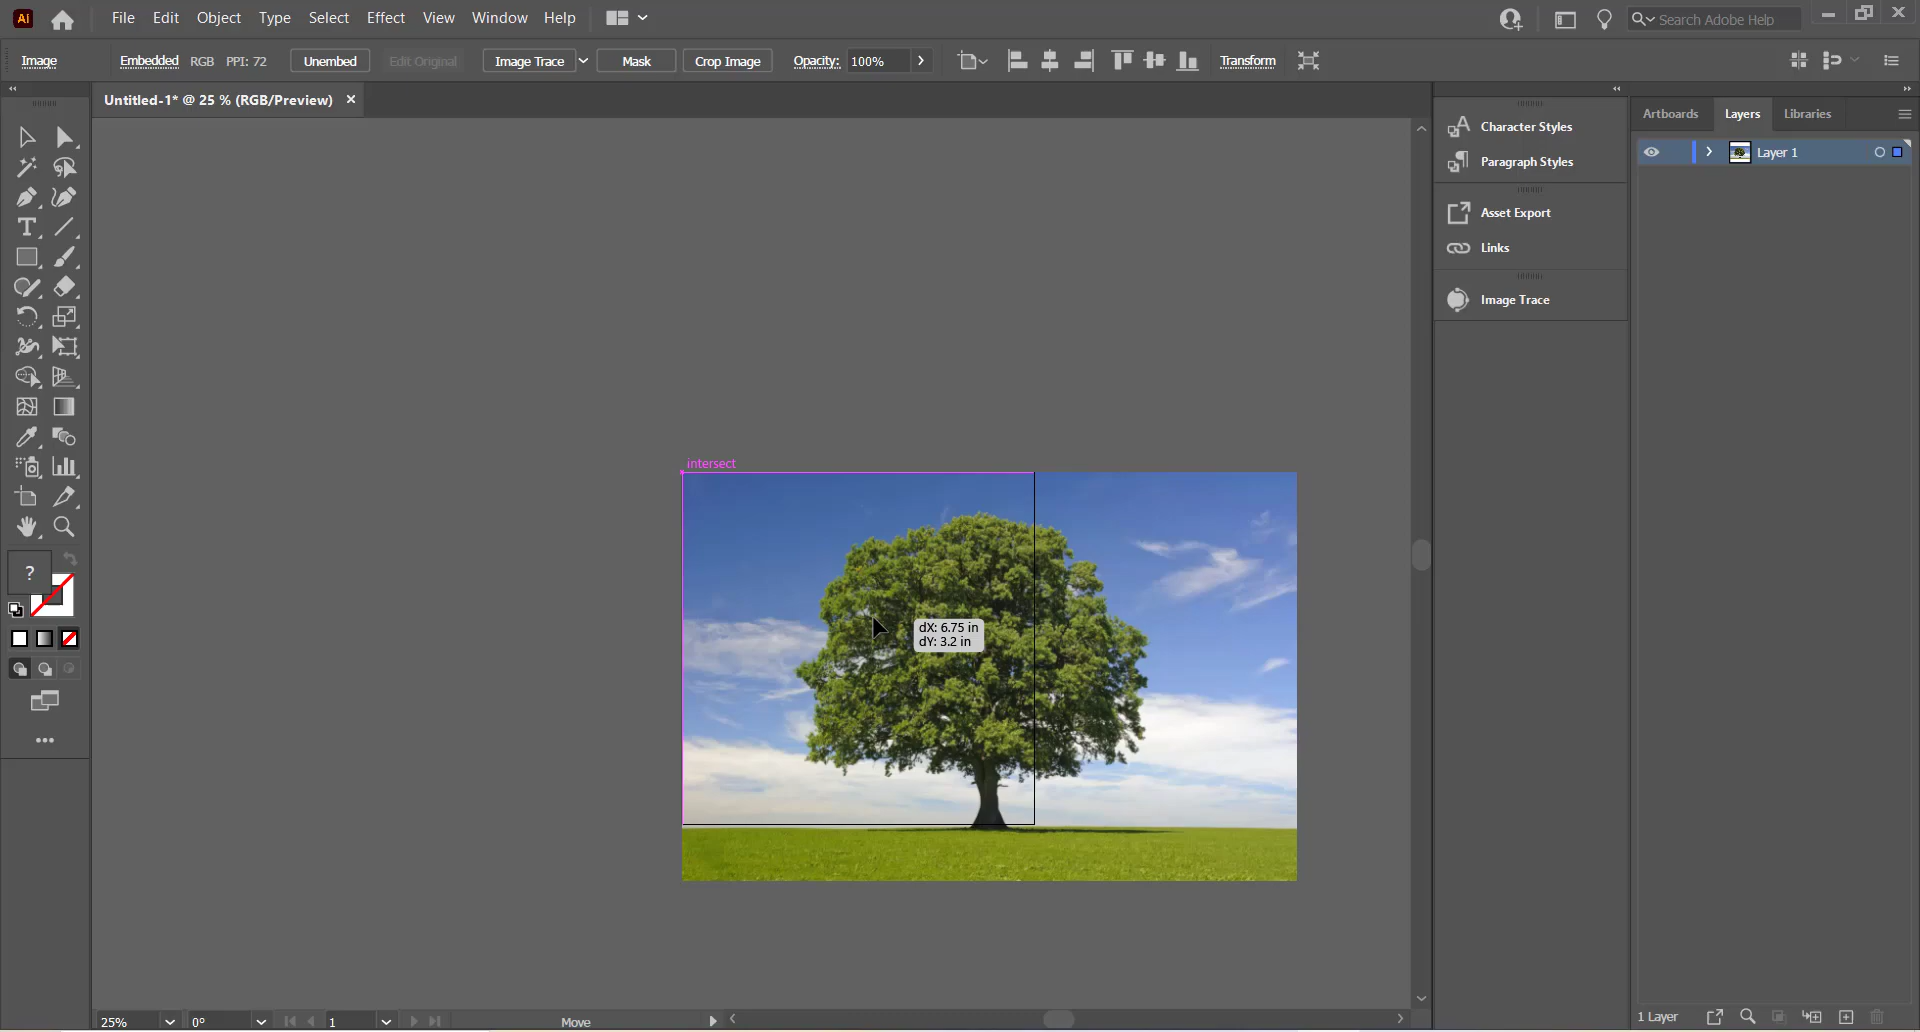 Ai File Edit Object Type Select Effect View Window Help Search Adobe Help
Image Embedded RGB PPI: 72 Unembed Edit Original Image Trace Mask Crop Image Opacity: 100% Transform
Untitled-1* @ 25 % (RGB/Preview)
Character Styles
Paragraph Styles
Asset Export
Links
Image Trace
Artboards Layers Libraries
Layer 1
intersect
dX: 6.75 in
dY: 3.2 in
?
25% 0° 1 Move
1 Layer